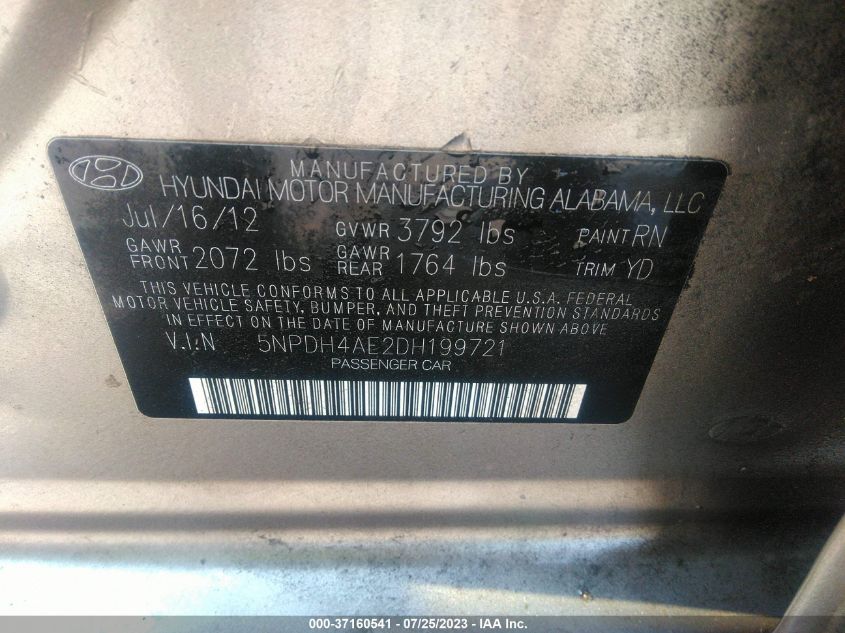 MANUFACTURED BY
HYUNDAI MOTOR MANUFACTURING ALABAMA, LLC
Jul/16/12 GVWR 3792 lbs PAINT RN
GAWR FRONT 2072 lbs GAWR REAR 1764 lbs TRIM YD
THIS VEHICLE CONFORMS TO ALL APPLICABLE U.S.A. FEDERAL
MOTOR VEHICLE SAFETY, BUMPER, AND THEFT PREVENTION STANDARDS
IN EFFECT ON THE DATE OF MANUFACTURE SHOWN ABOVE.
V.I.N 5NPDH4AE2DH199721
PASSENGER CAR
000-37160541 - 07/25/2023 - IAA Inc.